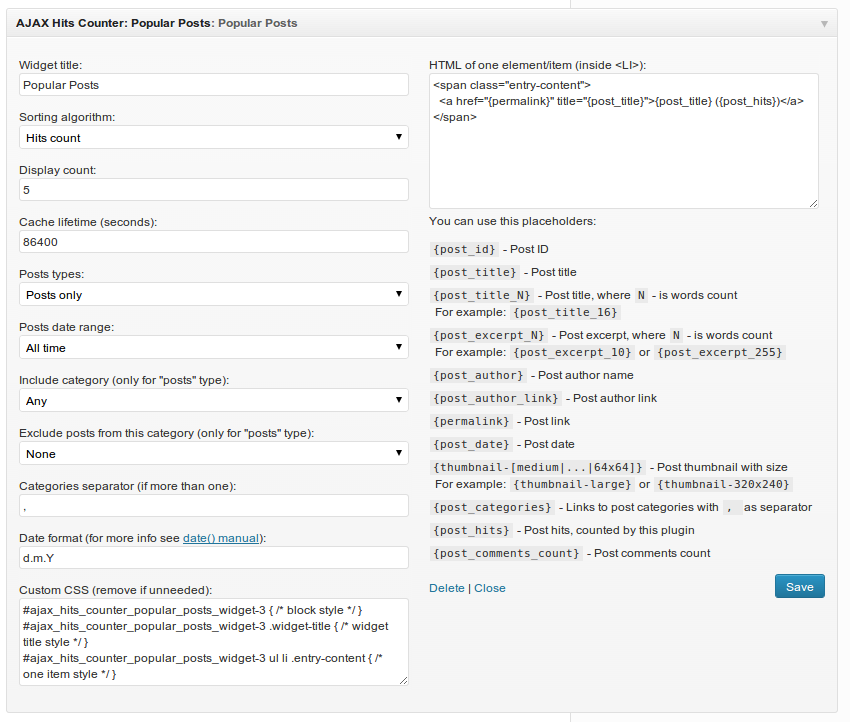 AJAX Hits Counter: Popular Posts: Popular Posts
Widget title:
Popular Posts
Sorting algorithm:
Hits count
Display count:
5
Cache lifetime (seconds):
86400
Posts types:
Posts only
Posts date range:
All time
Include category (only for "posts" type):
Any
Exclude posts from this category (only for "posts" type):
None
Categories separator (if more than one):
,
Date format (for more info see date() manual):
d.m.Y
Custom CSS (remove if unneeded):
#ajax_hits_counter_popular_posts_widget-3 { /* block style */ }
#ajax_hits_counter_popular_posts_widget-3 .widget-title { /* widget
title style */ }
#ajax_hits_counter_popular_posts_widget-3 ul li .entry-content { /*
one item style */ }
HTML of one element/item (inside <LI>):
<span class="entry-content">
<a href="{permalink}" title="{post_title}">{post_title} ({post_hits})</a>
</span>
You can use this placeholders:
{post_id} - Post ID
{post_title} - Post title
{post_title_N} - Post title, where N - is words count
For example: {post_title_16}
{post_excerpt_N} - Post excerpt, where N - is words count
For example: {post_excerpt_10} or {post_excerpt_255}
{post_author} - Post author name
{post_author_link} - Post author link
{permalink} - Post link
{post_date} - Post date
{thumbnail-[medium|...|64x64]} - Post thumbnail with size
For example: {thumbnail-large} or {thumbnail-320x240}
{post_categories} - Links to post categories with , as separator
{post_hits} - Post hits, counted by this plugin
{post_comments_count} - Post comments count
Delete | Close
Save